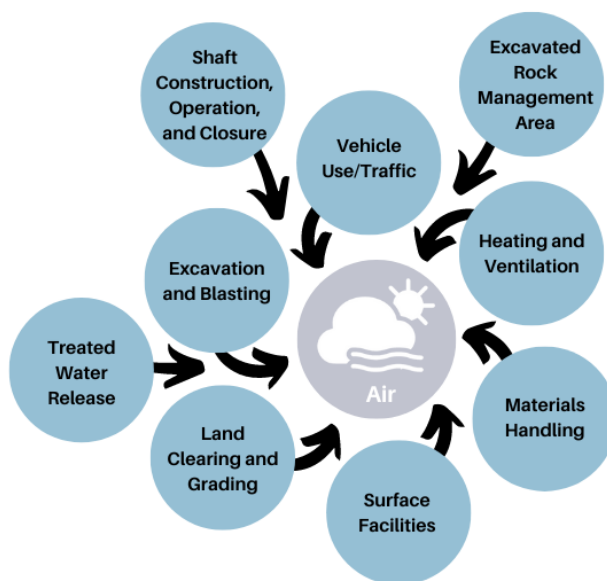 Shaft
Construction,
Operation,
and Closure
Excavated
Rock
Management
Area
Vehicle
Use/Traffic
Heating and
Ventilation
Excavation
and Blasting
Treated
Water
Release
Air
Materials
Handling
Land
Clearing and
Grading
Surface
Facilities